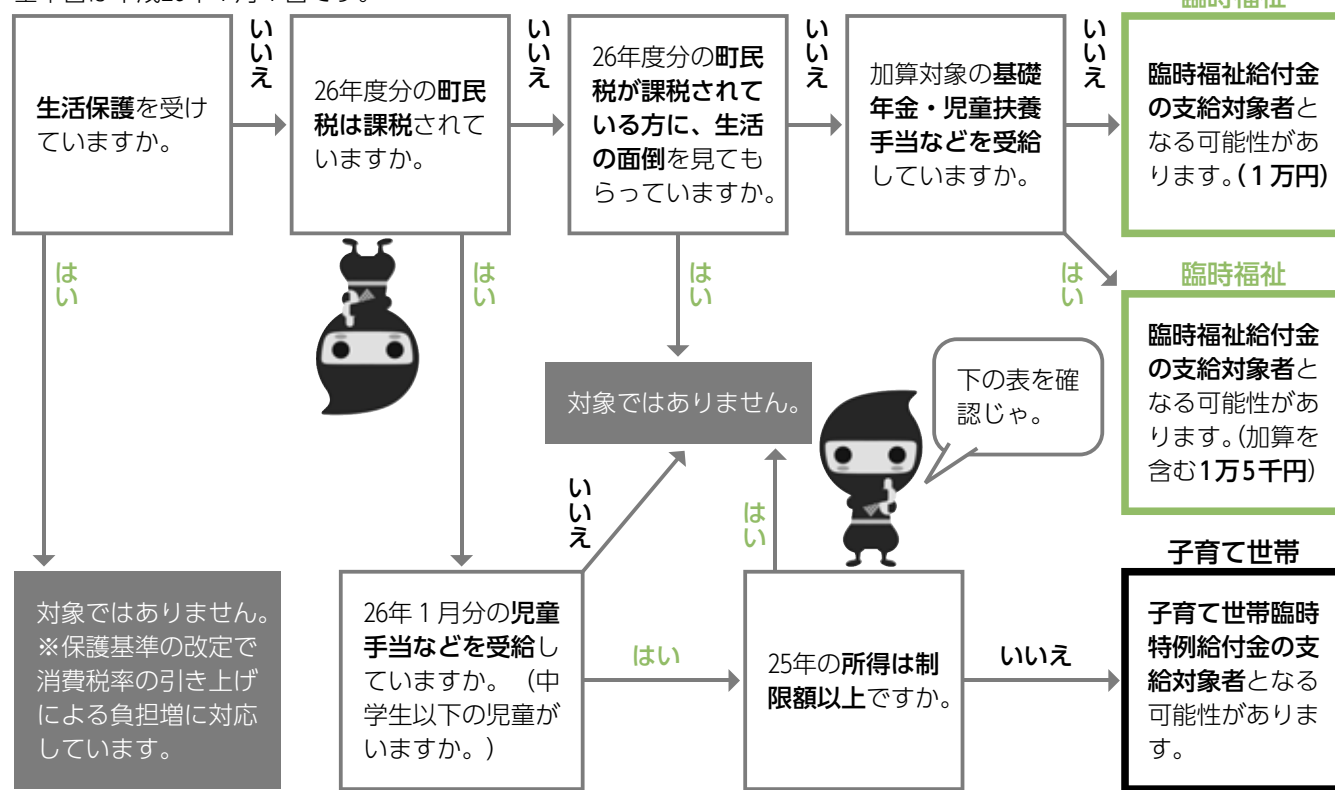 いいえ
いいえ
いいえ
いいえ
生活保護を受け
ていますか。
26年度分の町民
税は課税されて
いますか。
26年度分の町民
税が課税されて
いる方に、生活
の面倒を見ても
らっていますか。
加算対象の基礎
年金・児童扶養
手当などを受給
していますか。
臨時福祉給付金
の支給対象者と
なる可能性があ
ります。(1万円)
はい
はい
はい
はい
臨時福祉
臨時福祉給付金
の支給対象者と
なる可能性があ
ります。(加算を
含む1万5千円)
対象ではありません。
下の表を確
認じゃ。
いいえ
はい
対象ではありません。
※保護基準の改定で
消費税率の引き上げ
による負担増に対応
しています。
26年1月分の児童
手当などを受給し
ていますか。(中
学生以下の児童が
いますか。)
はい
25年の所得は制
限額以上ですか。
いいえ
子育て世帯
子育て世帯臨時
特例給付金の支
給対象者となる
可能性がありま
す。